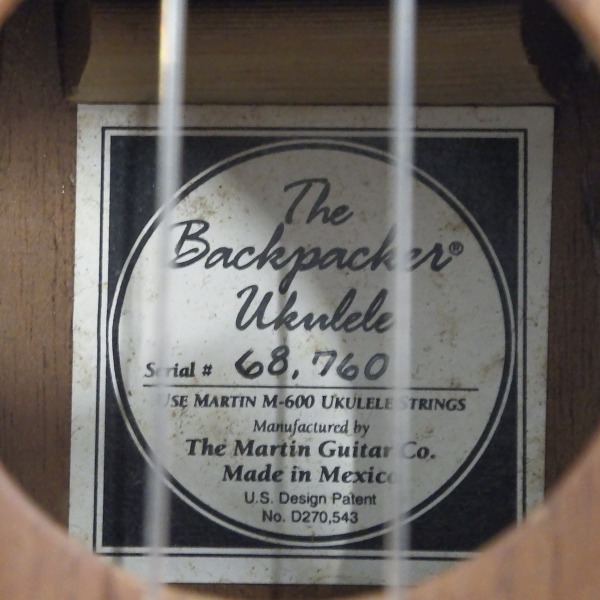 The
Backpacker®
Ukulele
Serial # 68,760
USE MARTIN M-600 UKULELE STRINGS
Manufactured by
The Martin Guitar Co.
Made in Mexico
U.S. Design Patent
No. D270,543